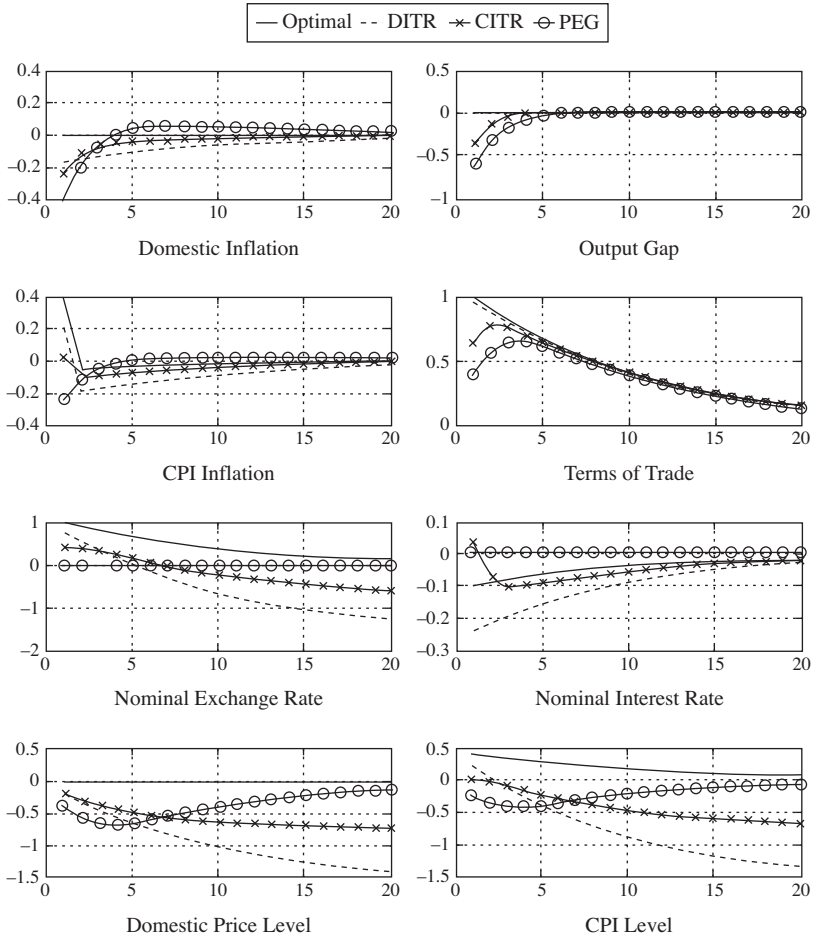 Optimal DITR CITR PEG
0.4 0.2 0 −0.2 −0.4
0 5 10 15 20
Domestic Inflation
0.5 0 −0.5 −1
0 5 10 15 20
Output Gap
0.4 0.2 0 −0.2 −0.4
0 5 10 15 20
CPI Inflation
1 0.5 0
0 5 10 15 20
Terms of Trade
1 0 −1 −2
0 5 10 15 20
Nominal Exchange Rate
0.1 0 −0.1 −0.2 −0.3
0 5 10 15 20
Nominal Interest Rate
0.5 0 −0.5 −1 −1.5
0 5 10 15 20
Domestic Price Level
0.5 0 −0.5 −1 −1.5
0 5 10 15 20
CPI Level